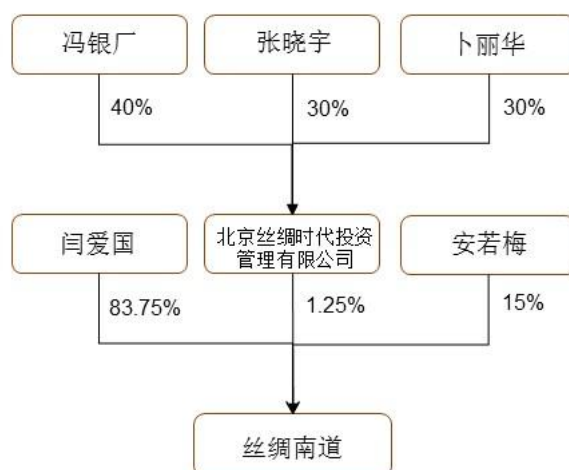 冯银厂
张晓宇
卜丽华
40%
30%
30%
闫爱国
北京丝绸时代投资
管理有限公司
安若梅
83.75%
1.25%
15%
丝绸南道